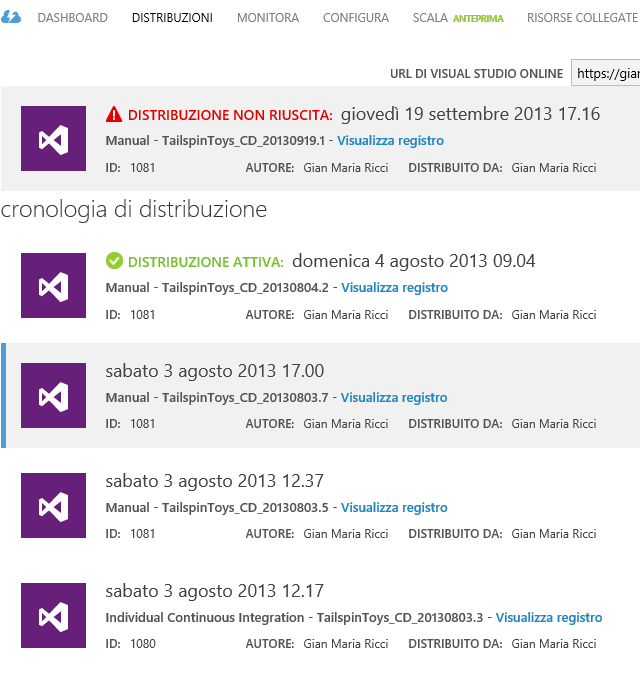 DASHBOARD DISTRIBUZIONI MONITORA CONFIGURA SCALA ANTEPRIMA RISORSE COLLEGATE
URL DI VISUAL STUDIO ONLINE https://gian
DISTRIBUZIONE NON RIUSCITA: giovedì 19 settembre 2013 17.16
Manual - TailspinToys_CD_20130919.1 - Visualizza registro
ID: 1081 AUTORE: Gian Maria Ricci DISTRIBUITO DA: Gian Maria Ricci
cronologia di distribuzione
DISTRIBUZIONE ATTIVA: domenica 4 agosto 2013 09.04
Manual - TailspinToys_CD_20130804.2 - Visualizza registro
ID: 1081 AUTORE: Gian Maria Ricci DISTRIBUITO DA: Gian Maria Ricci
sabato 3 agosto 2013 17.00
Manual - TailspinToys_CD_20130803.7 - Visualizza registro
ID: 1081 AUTORE: Gian Maria Ricci DISTRIBUITO DA: Gian Maria Ricci
sabato 3 agosto 2013 12.37
Manual - TailspinToys_CD_20130803.5 - Visualizza registro
ID: 1081 AUTORE: Gian Maria Ricci DISTRIBUITO DA: Gian Maria Ricci
sabato 3 agosto 2013 12.17
Individual Continuous Integration - TailspinToys_CD_20130803.3 - Visualizza registro
ID: 1080 AUTORE: Gian Maria Ricci DISTRIBUITO DA: Gian Maria Ricci